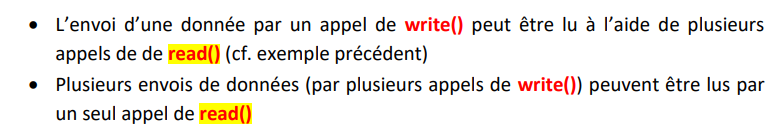 • L'envoi d'une donnée par un appel de write() peut être lu à l'aide de plusieurs
appels de de read() (cf. exemple précédent)
• Plusieurs envois de données (par plusieurs appels de write()) peuvent être lus par
un seul appel de read()